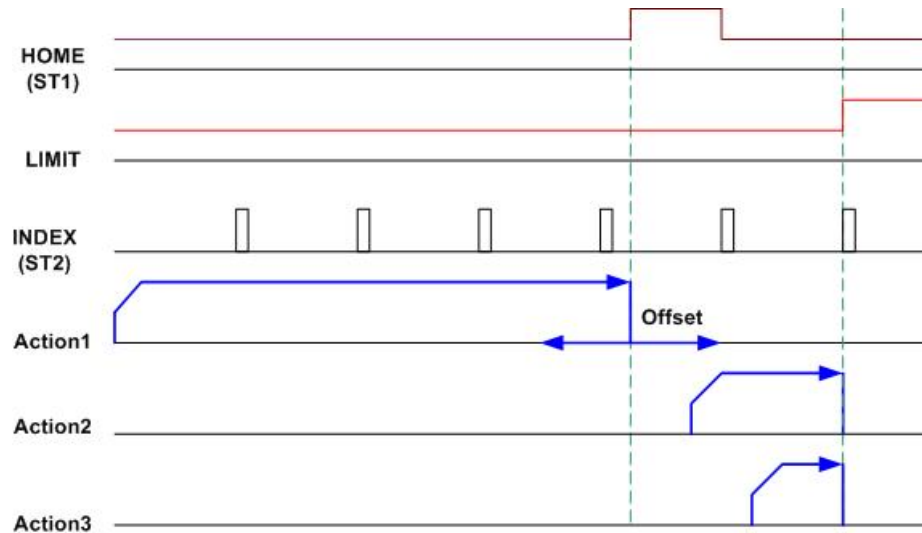 HOME
(ST1)
LIMIT
INDEX
(ST2)
Offset
Action1
Action2
Action3